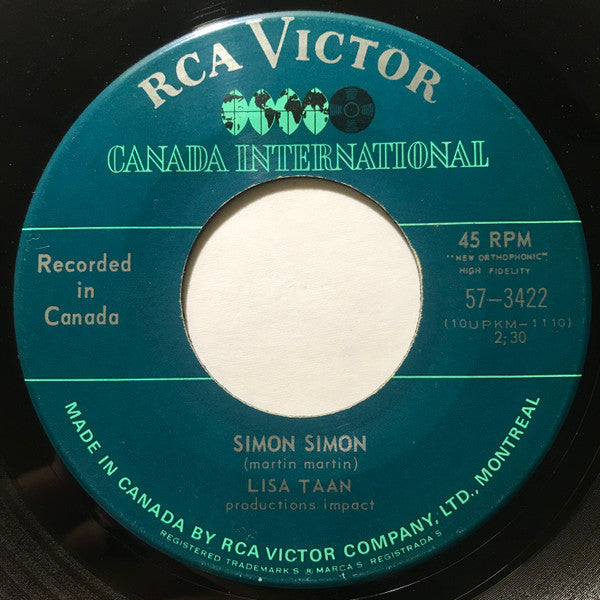 RCA VICTOR
CANADA INTERNATIONAL
Recorded
in
Canada
45 RPM
"NEW ORTHOPHONIC"
HIGH FIDELITY
57-3422
(10UPKM-1110)
2;30
SIMON SIMON
(martin martin)
LISA TAAN
productions impact
MADE IN CANADA BY RCA VICTOR COMPANY, LTD., MONTREAL
REGISTERED TRADEMARKS ® MARCAS REGISTRADAS